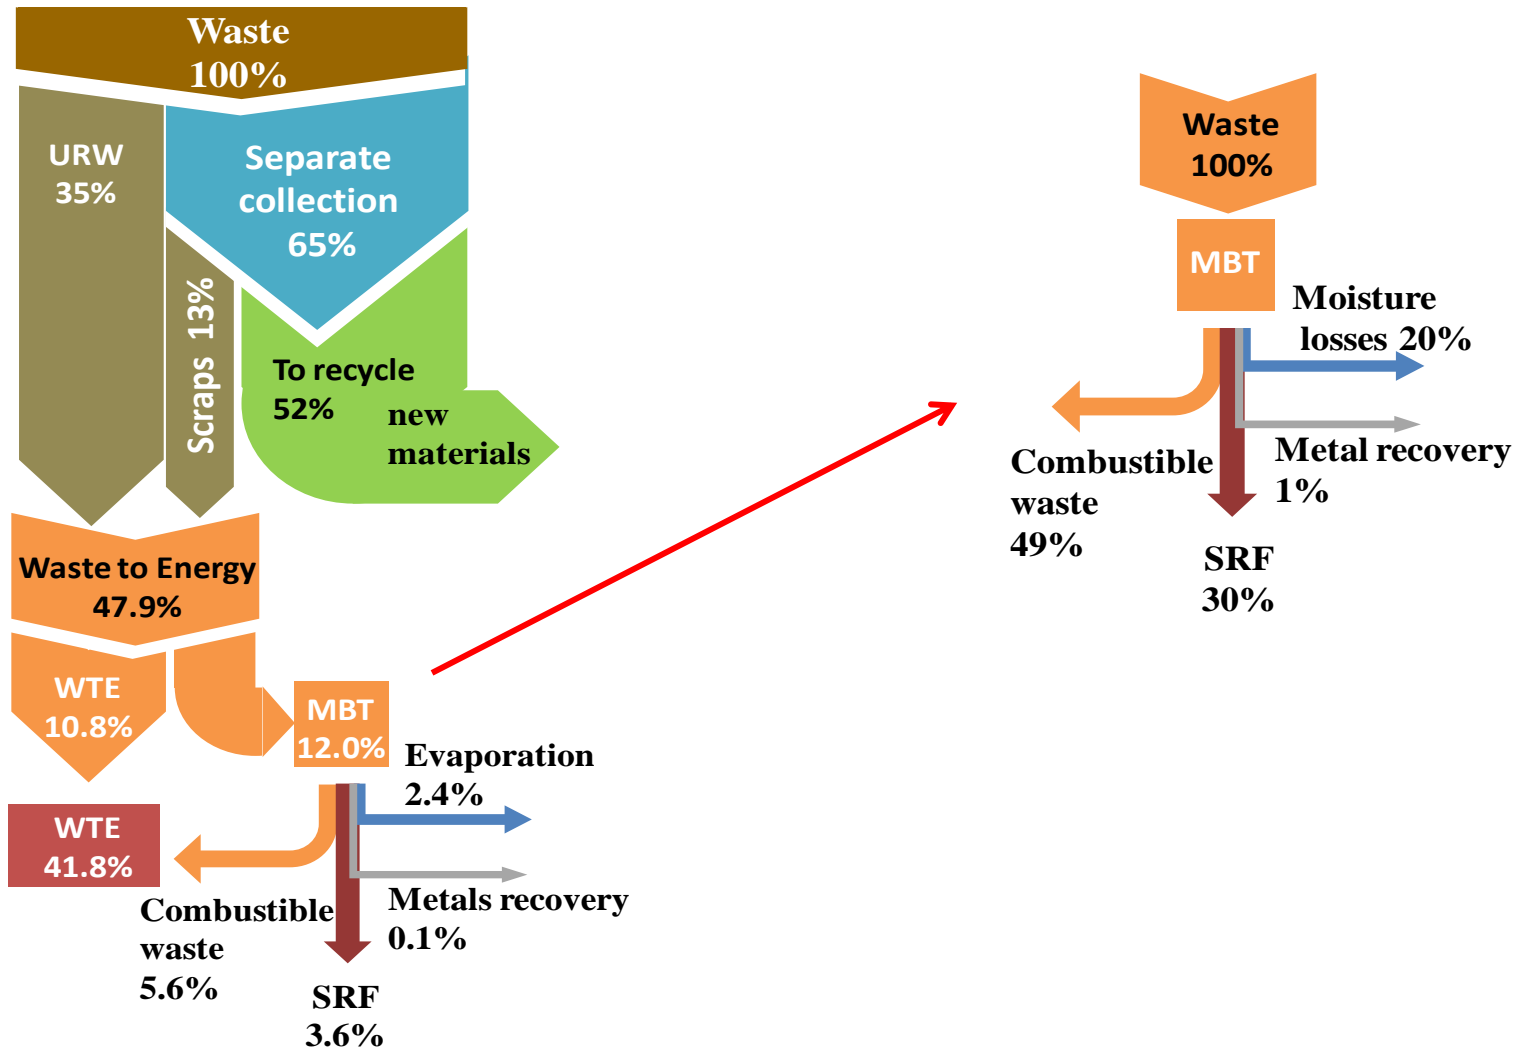 Waste
100%
URW
35%
Separate
collection
65%
Scraps 13%
To recycle
52%
new
materials
Waste to Energy
47.9%
WTE
10.8%
MBT
12.0%
Evaporation
2.4%
WTE
41.8%
Metals recovery
0.1%
Combustible
waste
5.6%
SRF
3.6%
Waste
100%
MBT
Moisture
losses 20%
Metal recovery
1%
Combustible
waste
49%
SRF
30%